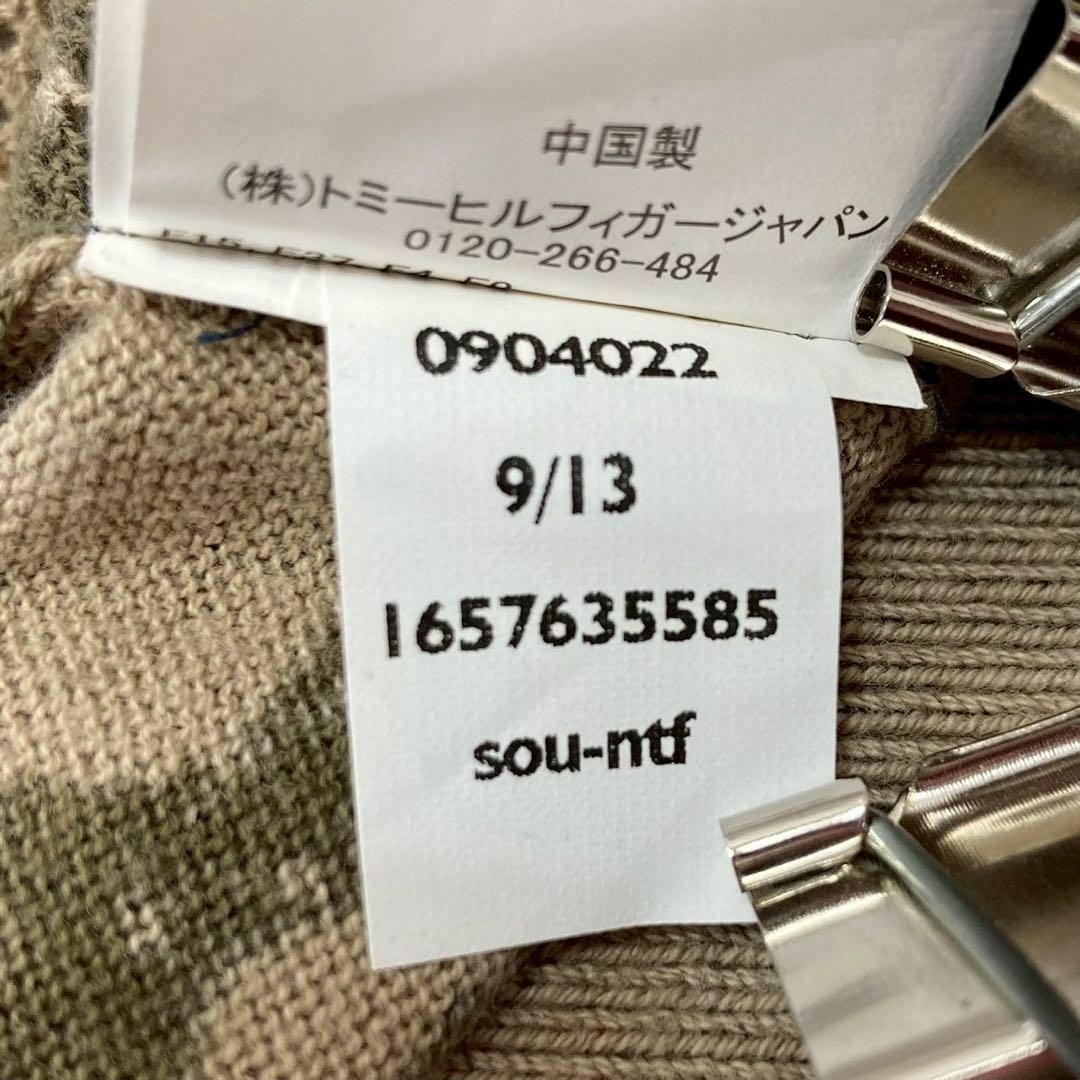 中国製
(株)トミーヒルフィガージャパン
0120-266-484
0904022
9/13
1657635585
sou-ntf